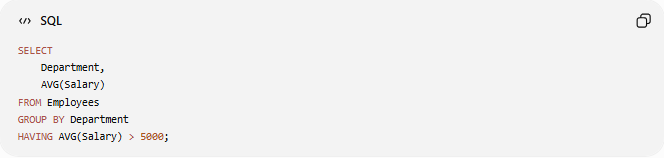 SQL
SELECT
    Department,
    AVG(Salary)
FROM Employees
GROUP BY Department
HAVING AVG(Salary) > 5000;